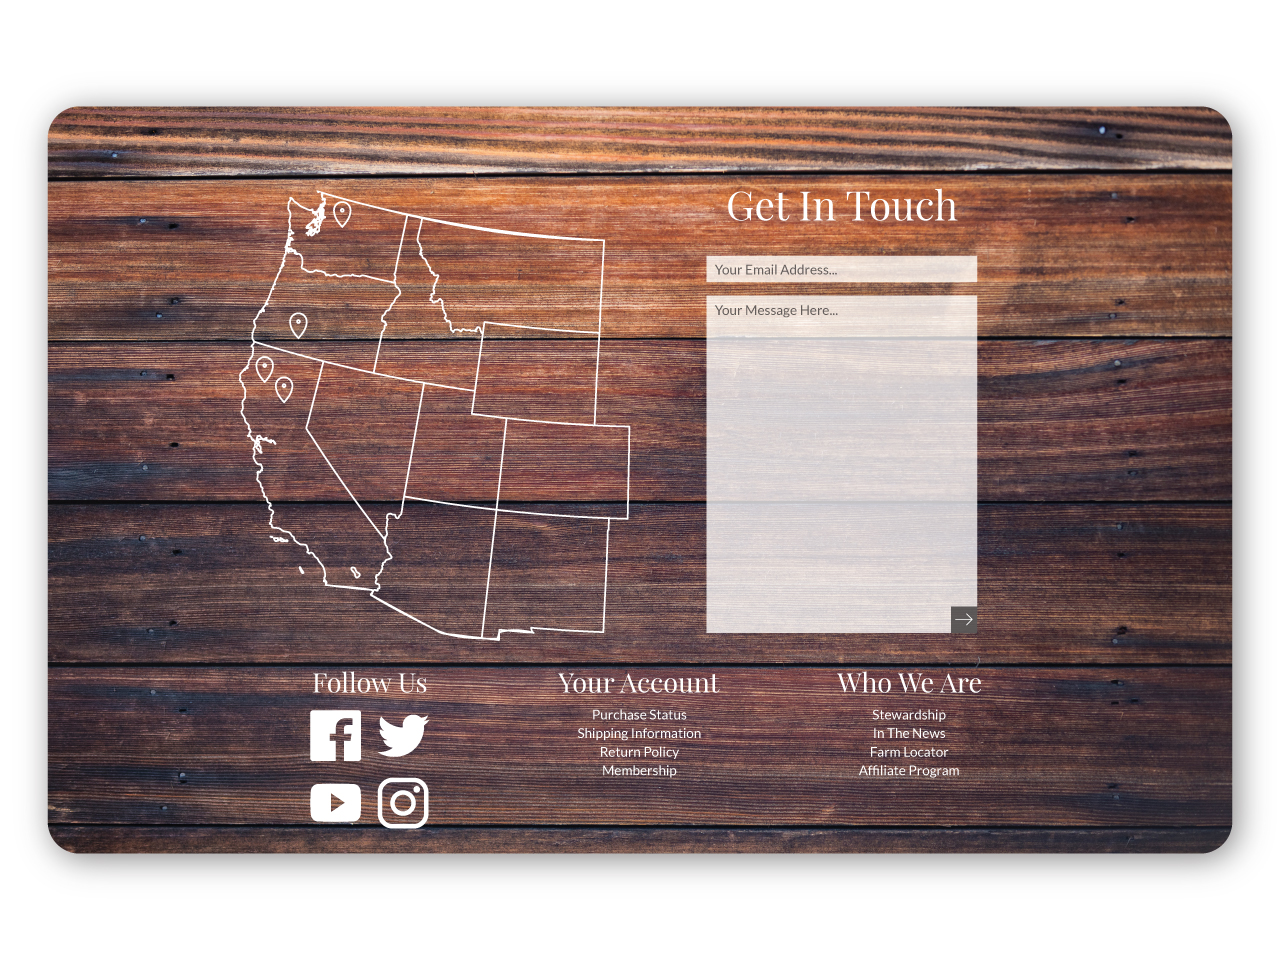 Get In Touch
Your Email Address...
Your Message Here...
Follow Us
Your Account
Purchase Status
Shipping Information
Return Policy
Membership
Who We Are
Stewardship
In The News
Farm Locator
Affiliate Program